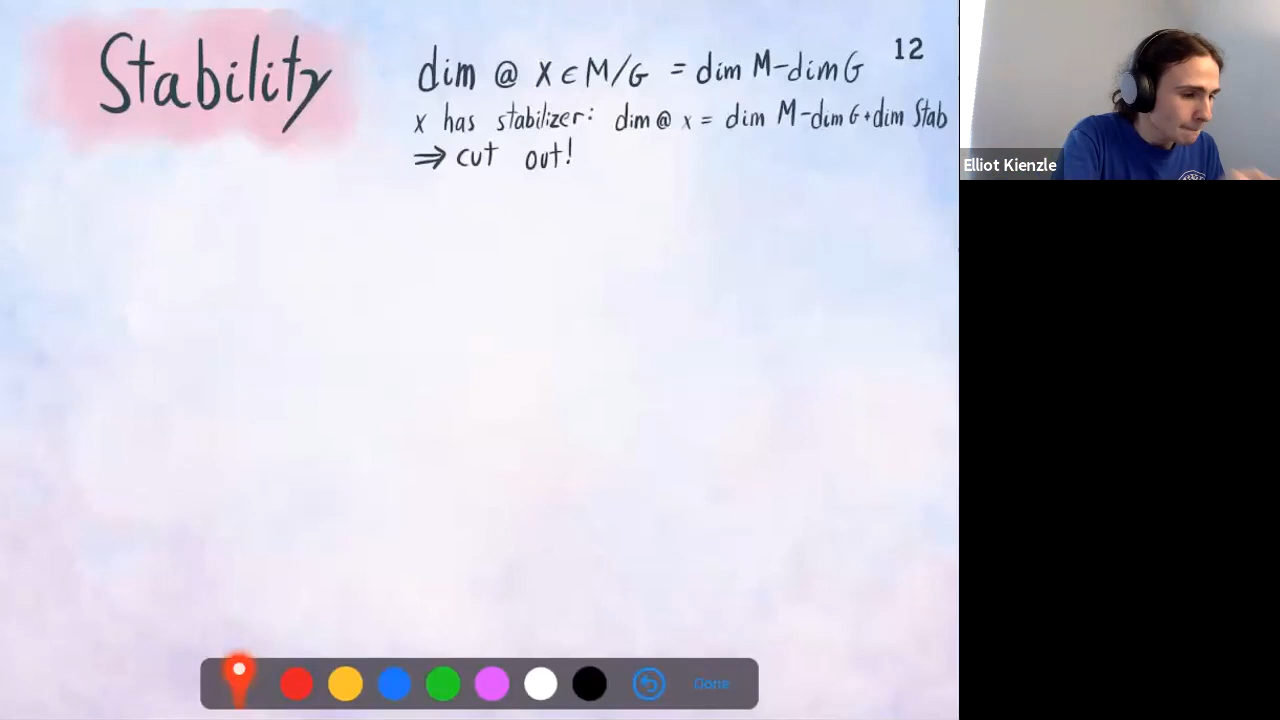 Stability
12
dim @ x ∈ M/G = dim M-dim G
x has stabilizer: dim @ x = dim M-dim G+dim Stab
⇒ cut out!
Elliot Kienzle
Done